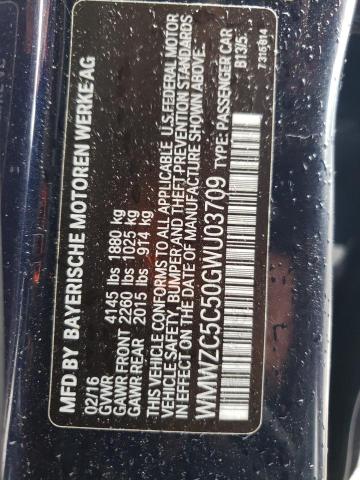 MFD BY BAYERISCHE MOTOREN WERKE AG
02/16
GVWR 4145 lbs 1880 kg
GAWR FRONT 2260 lbs 1025 kg
GAWR REAR 2015 lbs 914 kg
THIS VEHICLE CONFORMS TO ALL APPLICABLE U.S. FEDERAL MOTOR
VEHICLE SAFETY, BUMPER AND THEFT-PREVENTION STANDARDS
IN EFFECT ON THE DATE OF MANUFACTURE SHOWN ABOVE.
WMWZC5C50GWU03709 TYPE: PASSENGER CAR
B13/5